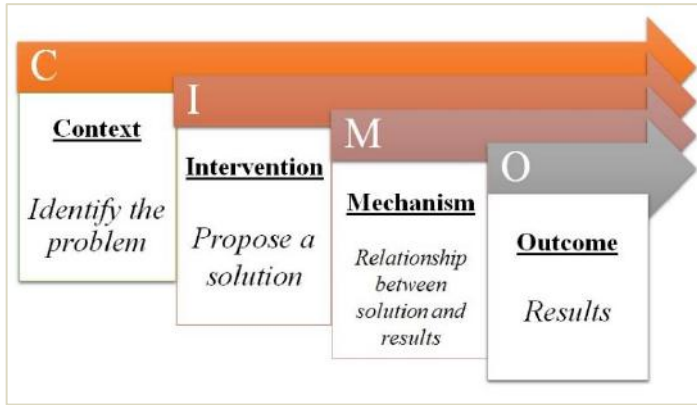 C
Context
Identify the
problem
I
Intervention
Propose a
solution
M
Mechanism
Relationship
between
solution and
results
O
Outcome
Results